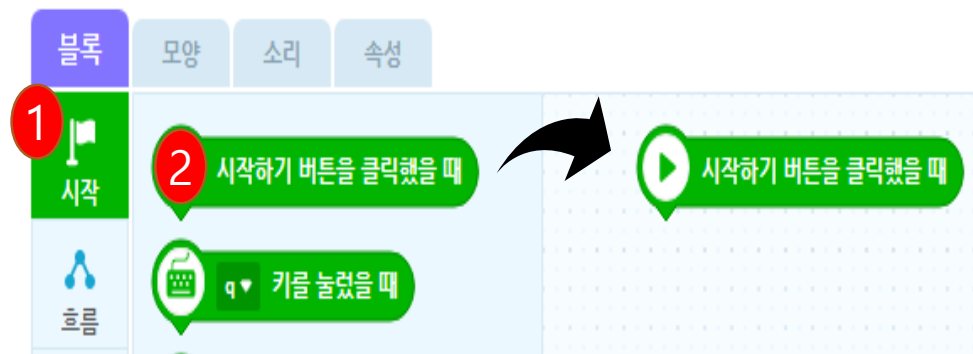 블록 모양 소리 속성
1
시작
2 시작하기 버튼을 클릭했을 때
시작하기 버튼을 클릭했을 때
q 키를 눌렀을 때
흐름